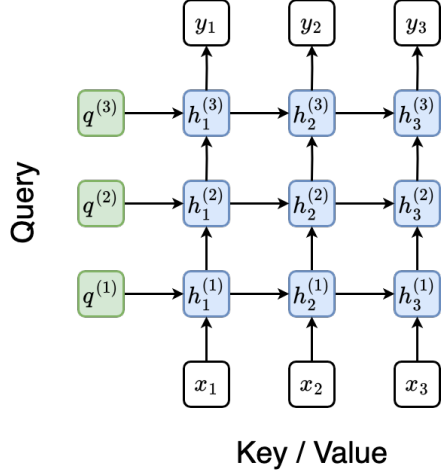 y₁ y₂ y₃
q⁽³⁾ h₁⁽³⁾ h₂⁽³⁾ h₃⁽³⁾
Query
q⁽²⁾ h₁⁽²⁾ h₂⁽²⁾ h₃⁽²⁾
q⁽¹⁾ h₁⁽¹⁾ h₂⁽¹⁾ h₃⁽¹⁾
x₁ x₂ x₃
Key / Value